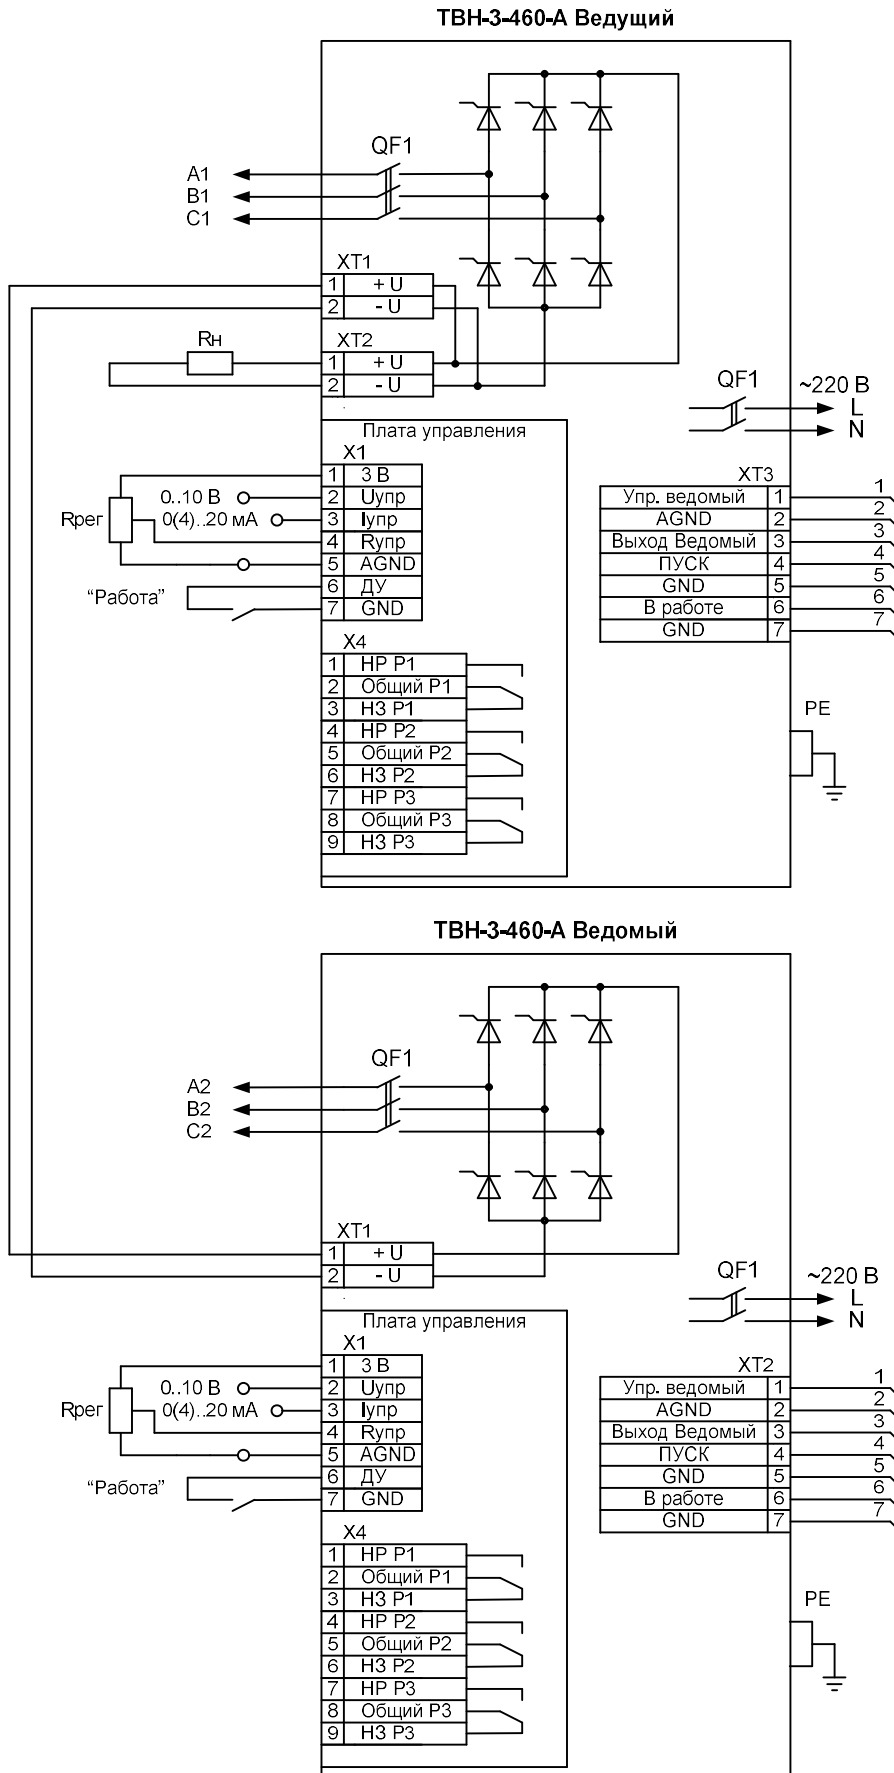 ТВН-3-460-А Ведущий
QF1
A1
B1
C1
XT1
1 + U
2 - U
Rн
XT2
1 + U
2 - U
QF1
~220 В
L
N
Плата управления
X1
1 3 В
2 Uупр
3 Iупр
4 Rупр
5 AGND
6 ДУ
7 GND
0..10 В
0(4)..20 мА
Rрег
“Работа”
XT3
Упр. ведомый 1 1
AGND 2 2
Выход Ведомый 3 3
ПУСК 4 4
GND 5 5
В работе 6 6
GND 7 7
X4
1 НР Р1
2 Общий Р1
3 НЗ Р1
4 НР Р2
5 Общий Р2
6 НЗ Р2
7 НР Р3
8 Общий Р3
9 НЗ Р3
PE
ТВН-3-460-А Ведомый
QF1
A2
B2
C2
XT1
1 + U
2 - U
QF1
~220 В
L
N
Плата управления
X1
1 3 В
2 Uупр
3 Iупр
4 Rупр
5 AGND
6 ДУ
7 GND
0..10 В
0(4)..20 мА
Rрег
“Работа”
XT2
Упр. ведомый 1 1
AGND 2 2
Выход Ведомый 3 3
ПУСК 4 4
GND 5 5
В работе 6 6
GND 7 7
X4
1 НР Р1
2 Общий Р1
3 НЗ Р1
4 НР Р2
5 Общий Р2
6 НЗ Р2
7 НР Р3
8 Общий Р3
9 НЗ Р3
PE